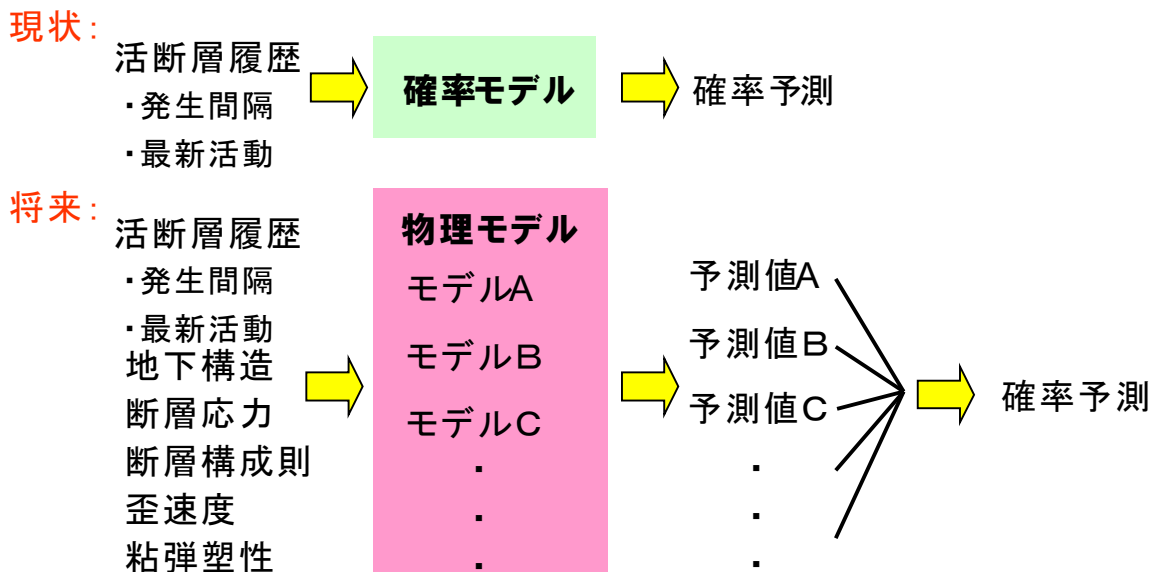 現状：
活断層履歴
・発生間隔
・最新活動
確率モデル
確率予測
将来：
活断層履歴
・発生間隔
・最新活動
地下構造
断層応力
断層構成則
歪速度
粘弾塑性
物理モデル
モデルA
モデルB
モデルC
・
・
・
予測値A
予測値B
予測値C
・
・
・
確率予測